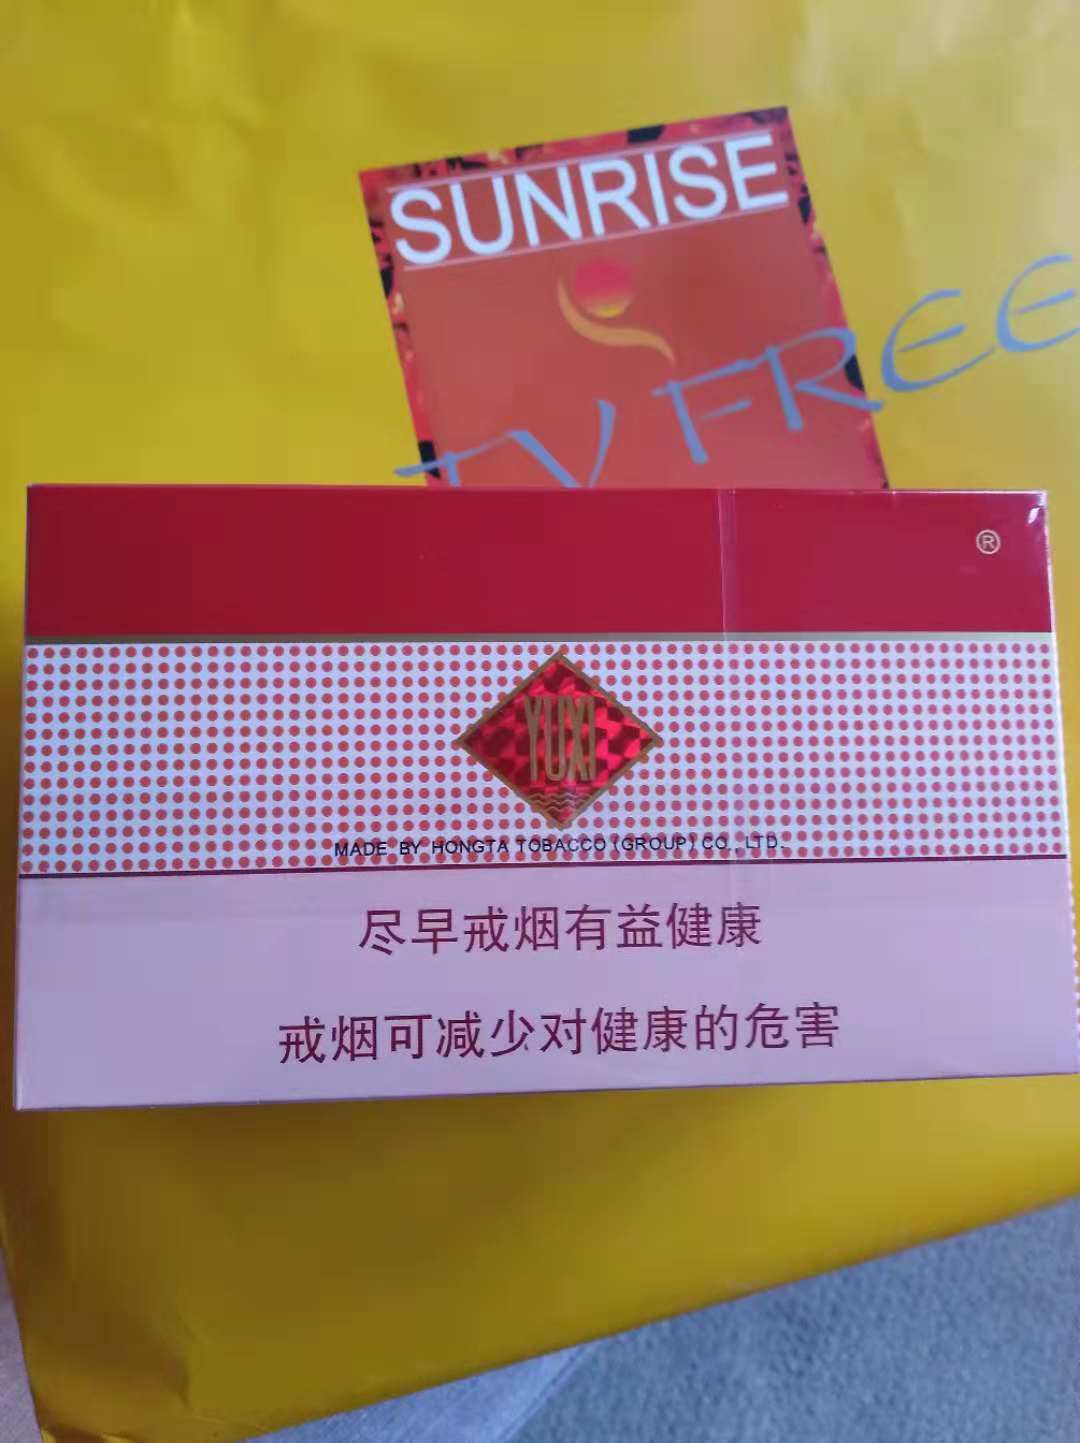 SUNRISE
TV FREE
®
YUXI
MADE BY HONGTA TOBACCO (GROUP) CO., LTD.
尽早戒烟有益健康
戒烟可减少对健康的危害